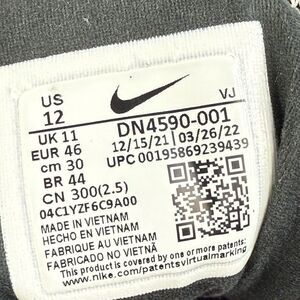 US
12
VJ
UK 11
EUR 46
cm 30
BR 44
CN 300(2.5)
DN4590-001
12/15/21 | 03/26/22
UPC 00195869239439
04C1YZF6C9A00
MADE IN VIETNAM
HECHO EN VIETNAM
FABRIQUE AU VIETNAM
FABRICADO NO VIETNÃ
This product is covered by one or more
www.nike.com/patentsvirtualmarking